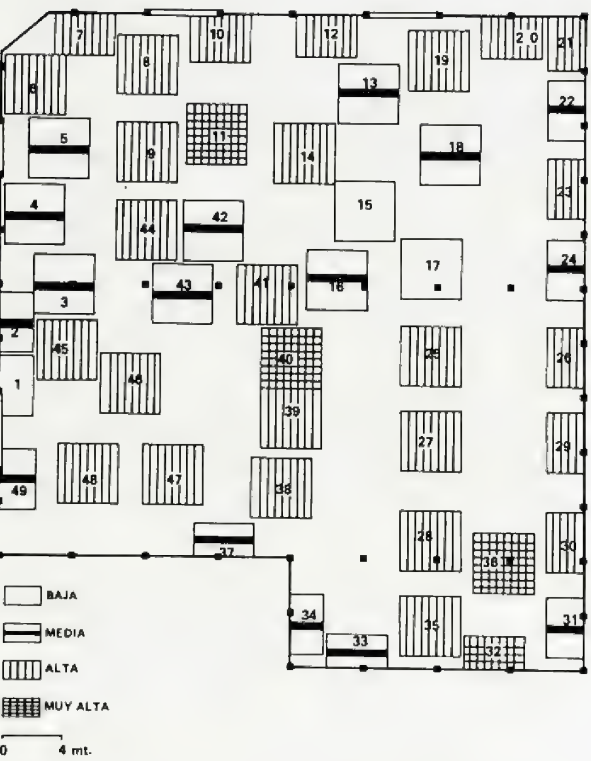 7 10 12 2 0 21
6 8 13 19
5 11 22
9 14 18
4 44 42 15 23
3 43 41 16 17 24
2 45 46 40 25 26
1 39
49 48 47 38 27 29
37 28 36 30
34 33 35 32 31
BAJA
MEDIA
ALTA
MUY ALTA
0 4 mt.